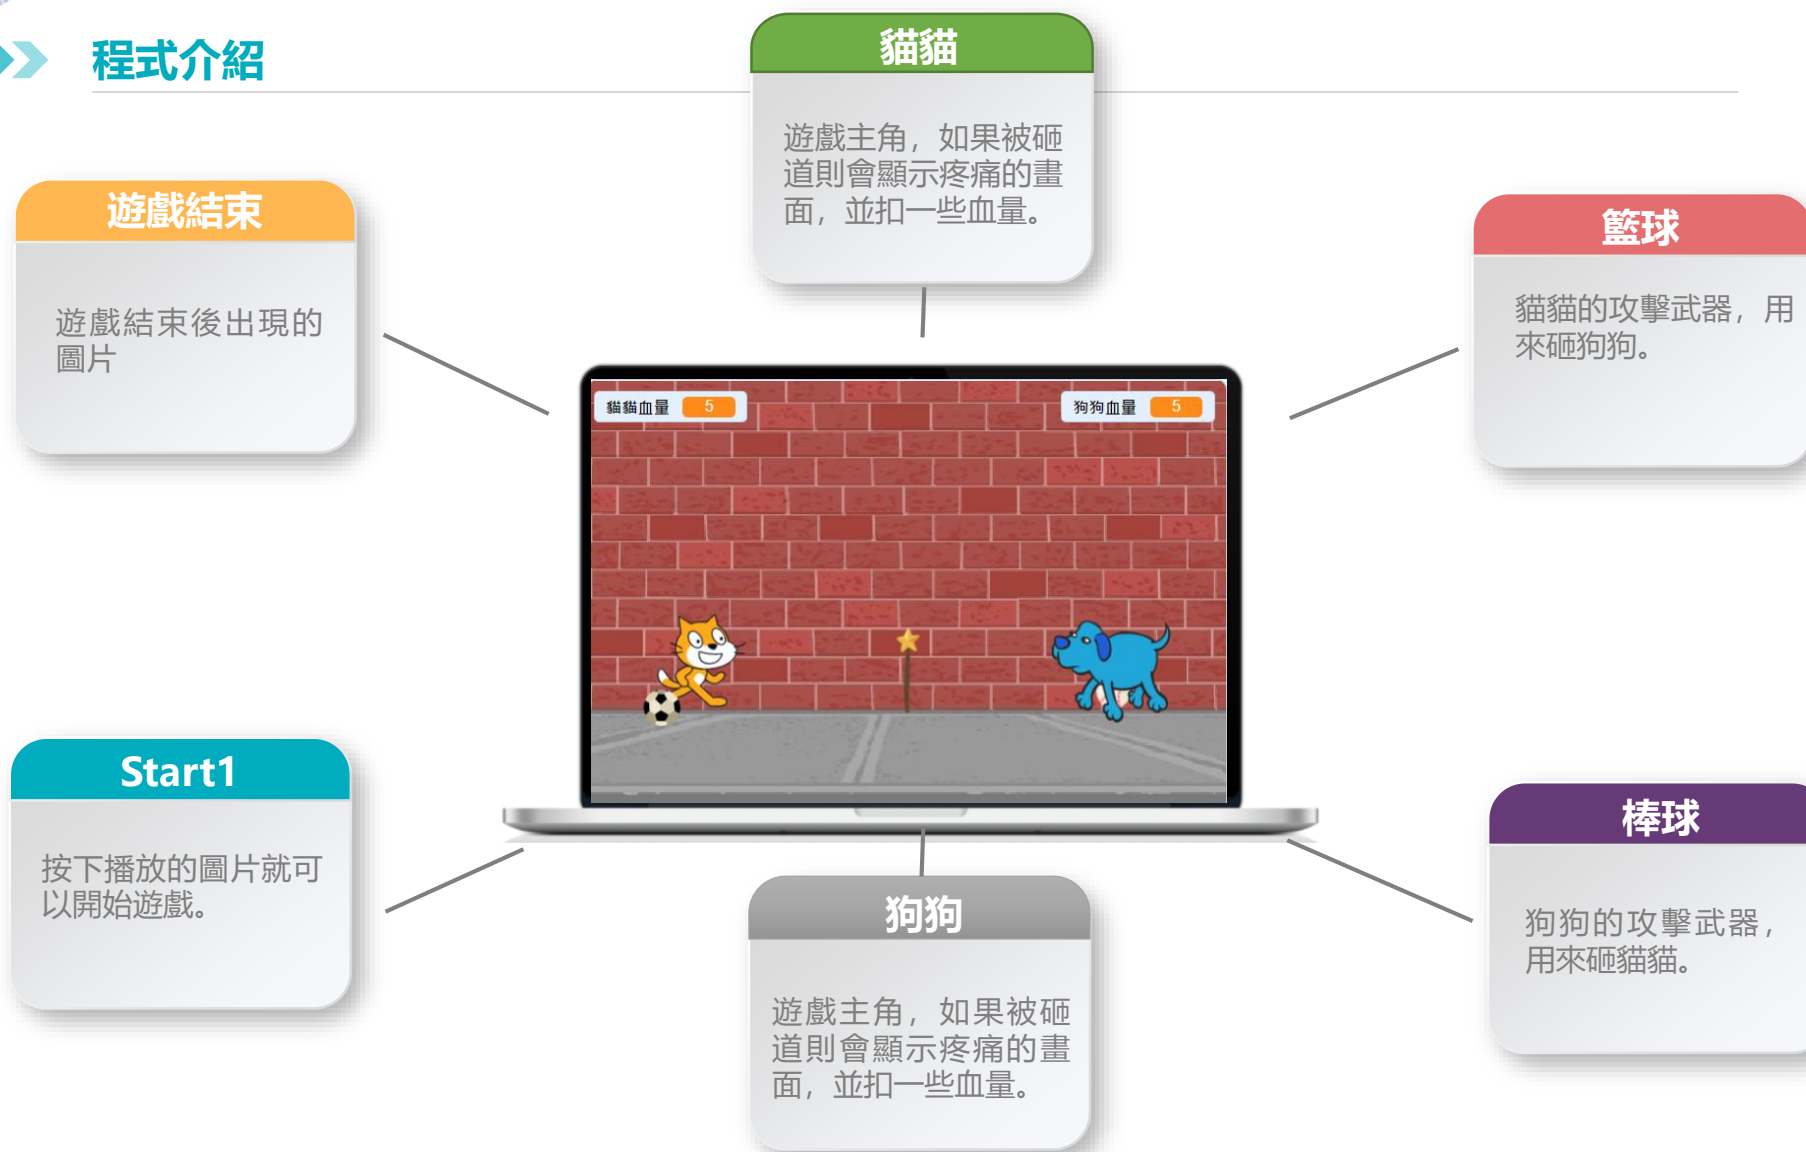 程式介紹
貓貓
遊戲主角，如果被砸
道則會顯示疼痛的畫
面，並扣一些血量。
遊戲結束
遊戲結束後出現的
圖片
籃球
貓貓的攻擊武器，用
來砸狗狗。
貓貓血量 5
狗狗血量 5
Start1
按下播放的圖片就可
以開始遊戲。
狗狗
遊戲主角，如果被砸
道則會顯示疼痛的畫
面，並扣一些血量。
棒球
狗狗的攻擊武器，
用來砸貓貓。